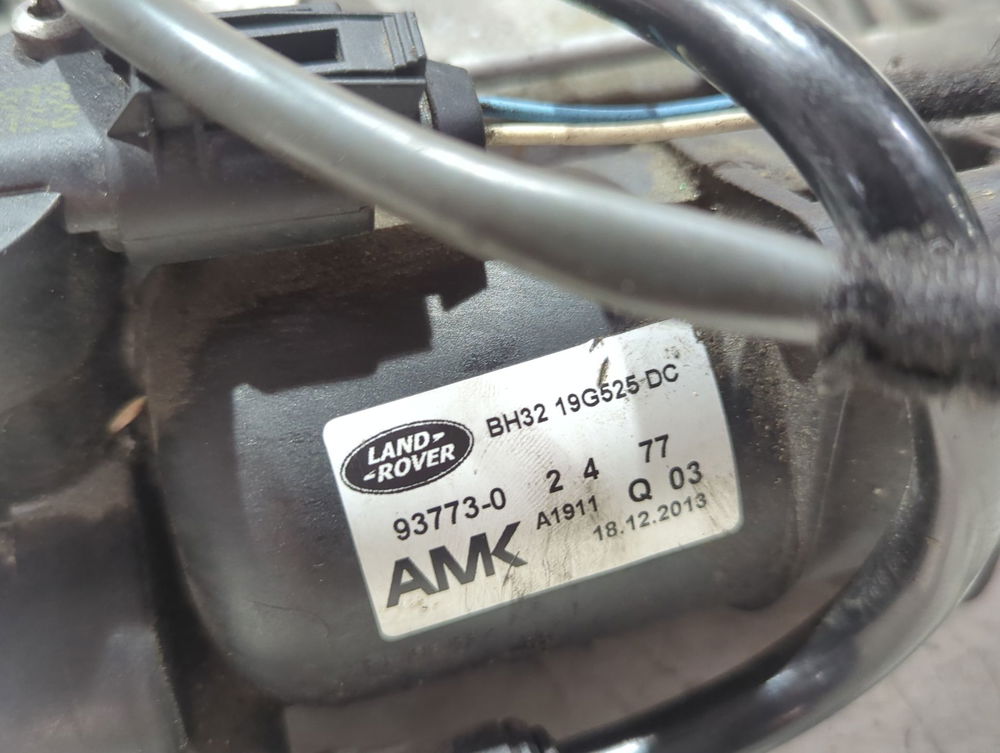 LAND-
-ROVER
BH32 19G525 DC
93773-0 2 4 77
AMK A1911 Q 03
18.12.2013